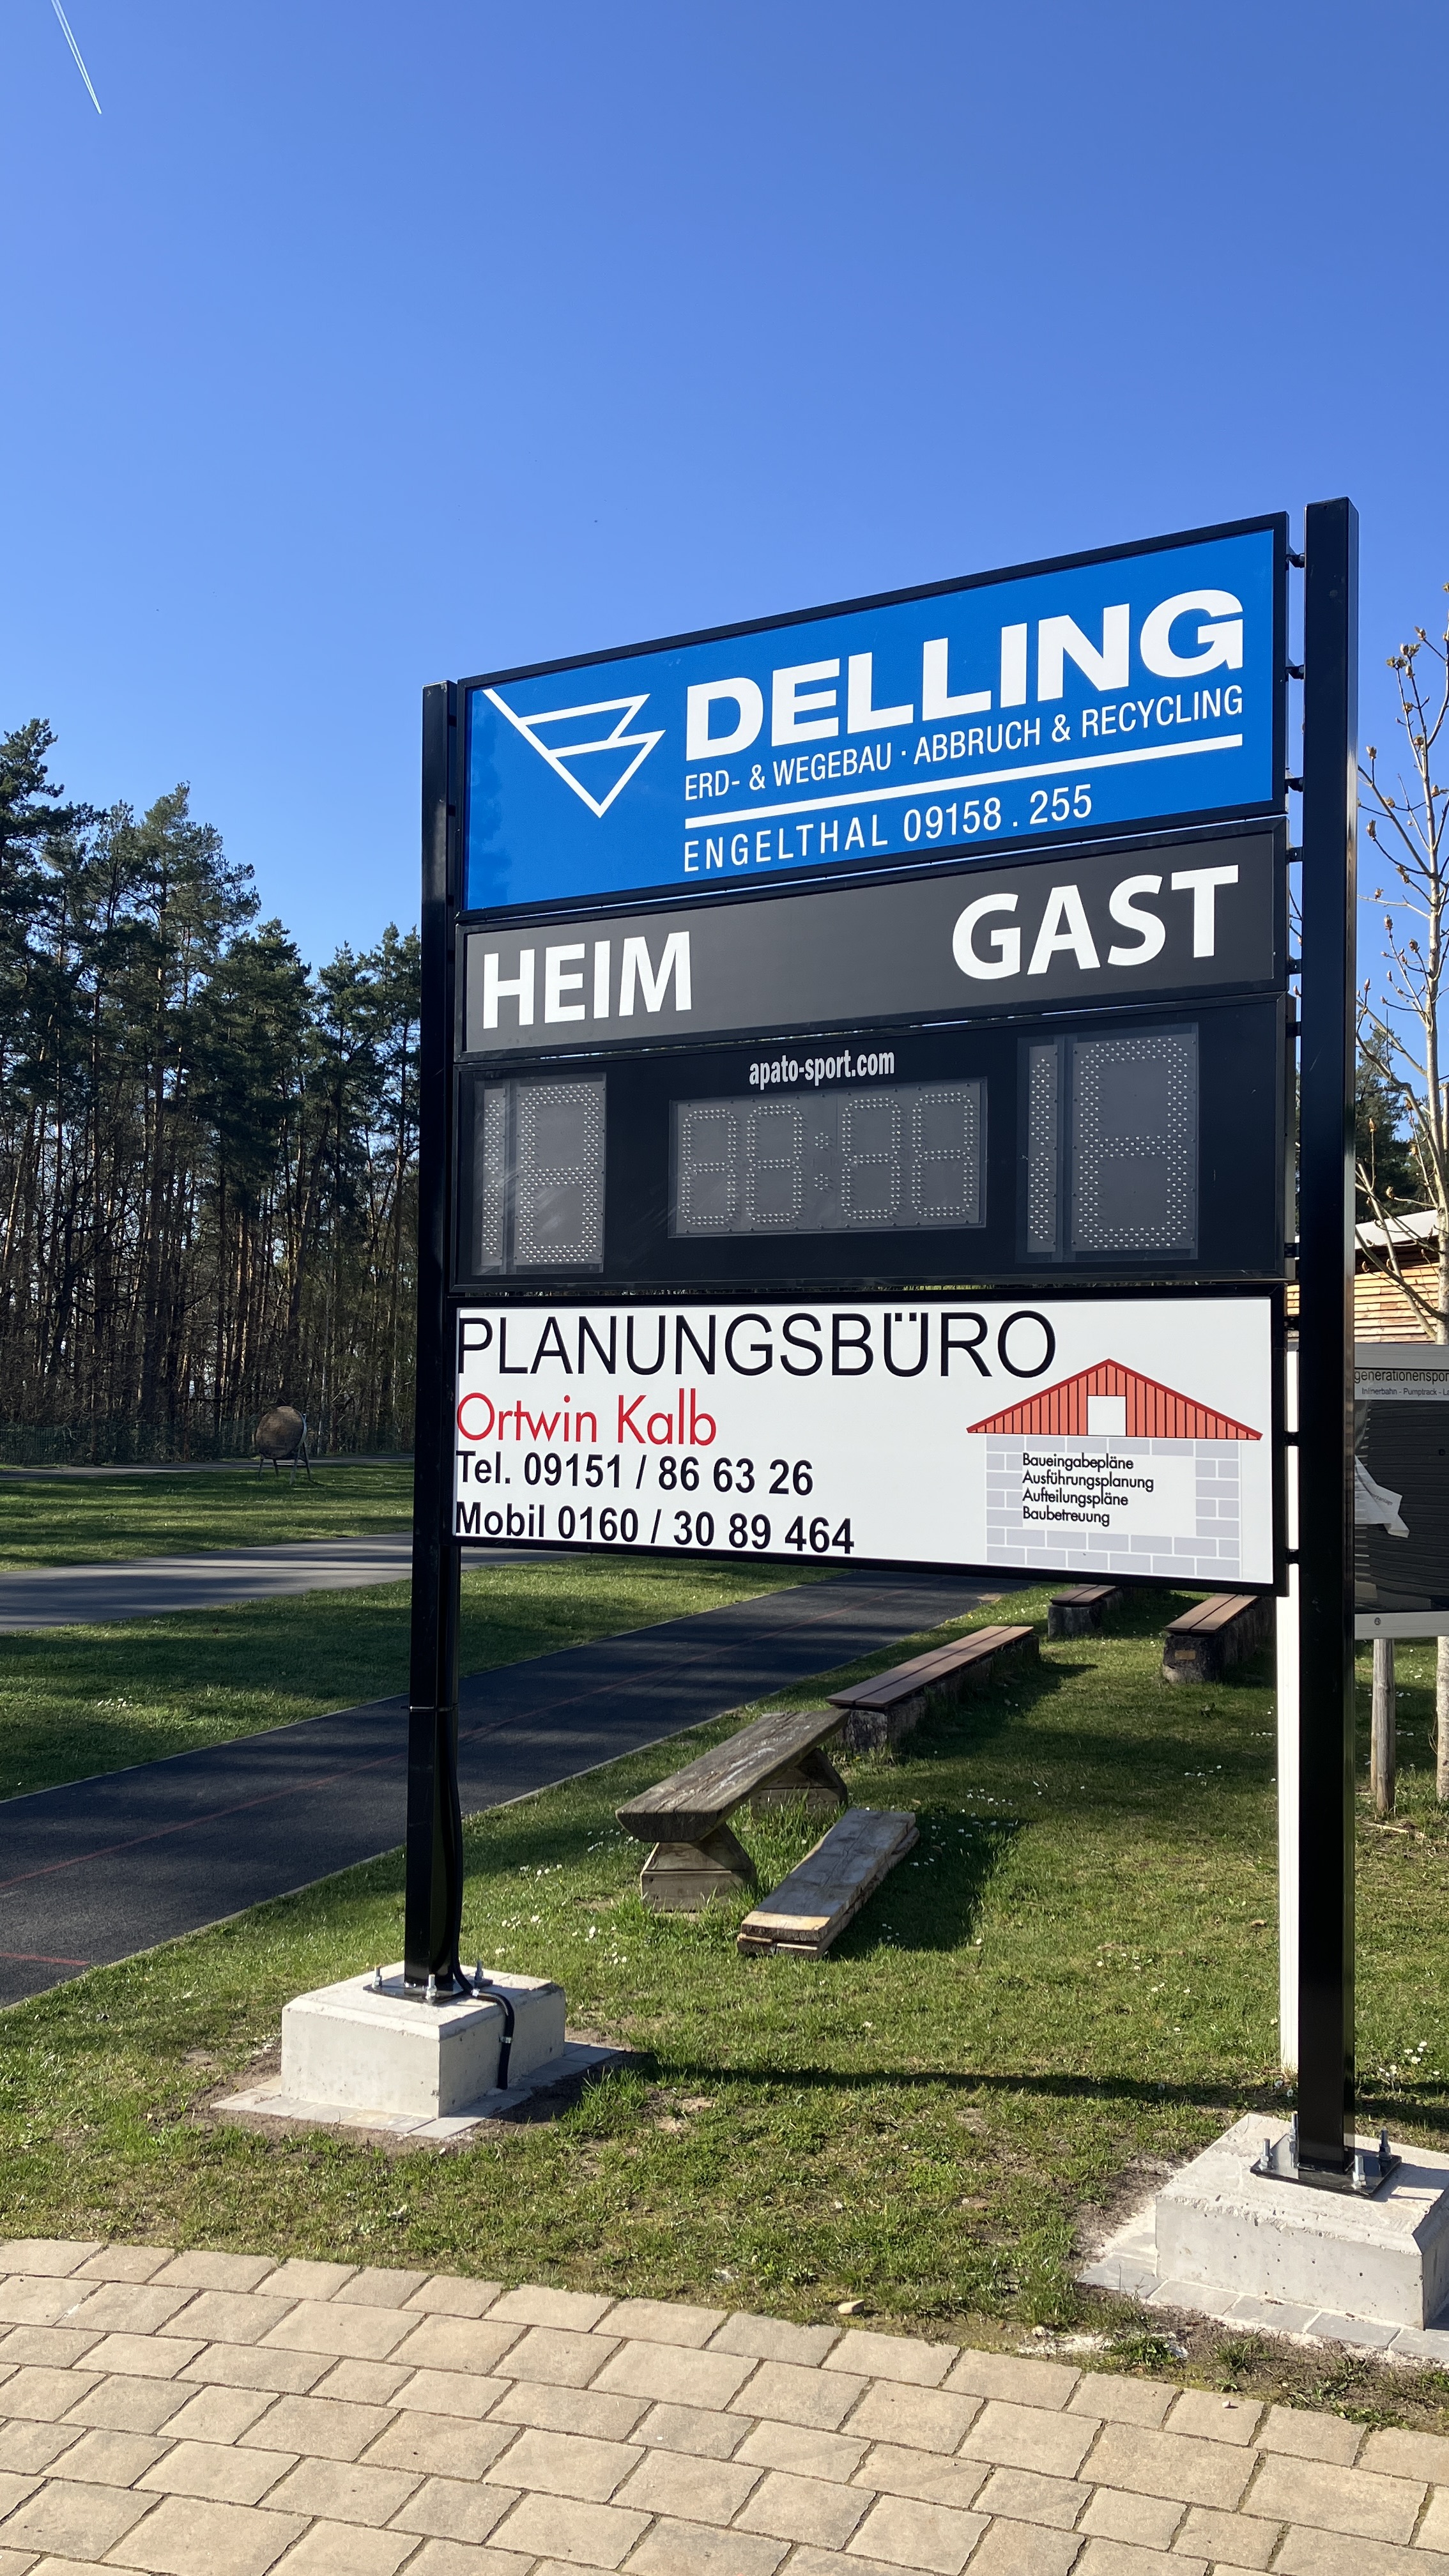 DELLING
ERD- & WEGEBAU · ABBRUCH & RECYCLING
ENGELTHAL 09158 . 255
HEIM GAST
apato-sport.com
PLANUNGSBÜRO
Ortwin Kalb
Tel. 09151 / 86 63 26
Mobil 0160 / 30 89 464
Baueingabepläne
Ausführungsplanung
Aufteilungspläne
Baubetreuung
generationenspor